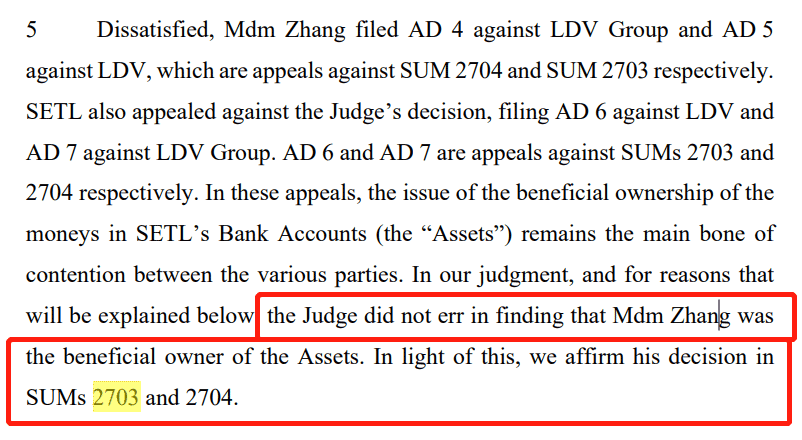 5 Dissatisfied, Mdm Zhang filed AD 4 against LDV Group and AD 5
against LDV, which are appeals against SUM 2704 and SUM 2703 respectively.
SETL also appealed against the Judge’s decision, filing AD 6 against LDV and
AD 7 against LDV Group. AD 6 and AD 7 are appeals against SUMs 2703 and
2704 respectively. In these appeals, the issue of the beneficial ownership of the
moneys in SETL’s Bank Accounts (the “Assets”) remains the main bone of
contention between the various parties. In our judgment, and for reasons that
will be explained below the Judge did not err in finding that Mdm Zhang was
the beneficial owner of the Assets. In light of this, we affirm his decision in
SUMs 2703 and 2704.